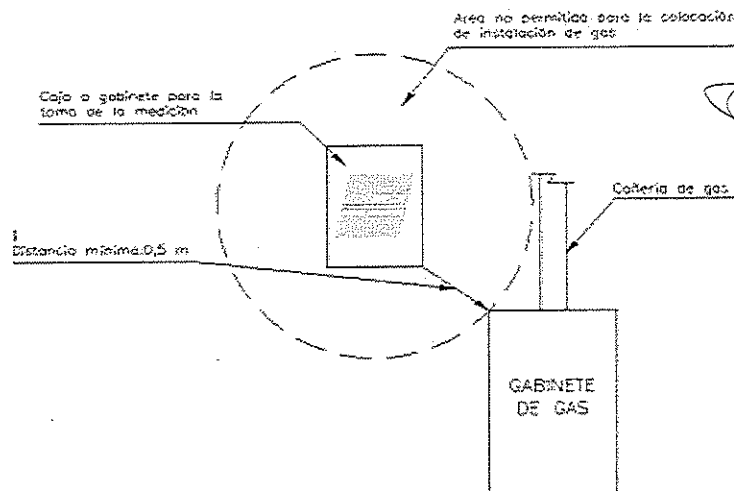 Area no permitida para la colocación
de instalación de gas
Caja o gabinete para la
toma de la medición
Cañería de gas
Distancia mínima:0,5 m
GABINETE
DE GAS